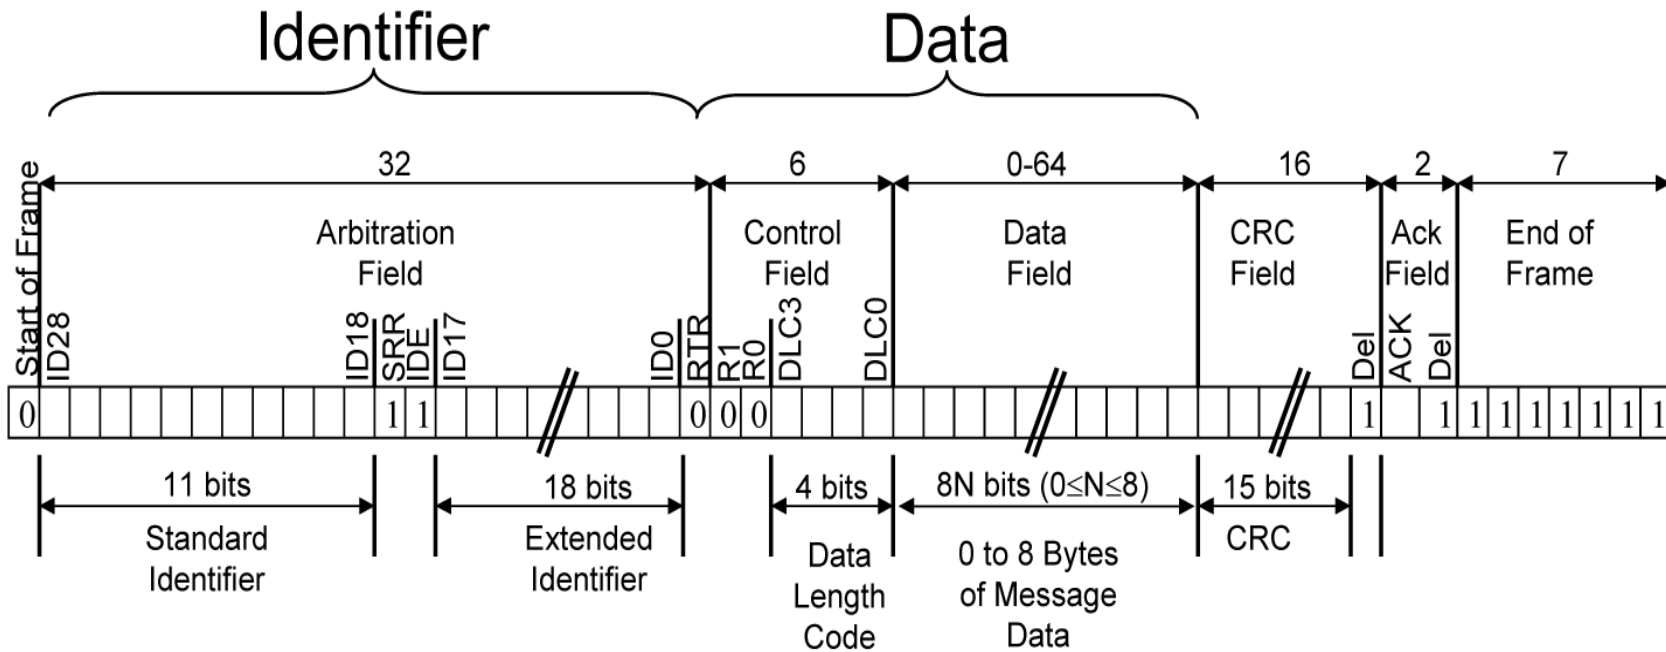 Identifier
Data
32
6
0-64
16
2
7
Start of Frame
Arbitration
Field
Control
Field
Data
Field
CRC
Field
Ack
Field
End of
Frame
ID28
ID18
SRR
IDE
ID17
ID0
RTR
R1
R0
DLC3
DLC0
Del
ACK
Del
0 1 1 0 0 0 1 1 1 1 1 1 1 1 1
11 bits
18 bits
4 bits
8N bits (0≤N≤8)
15 bits
Standard
Identifier
Extended
Identifier
Data
Length
Code
0 to 8 Bytes
of Message
Data
CRC